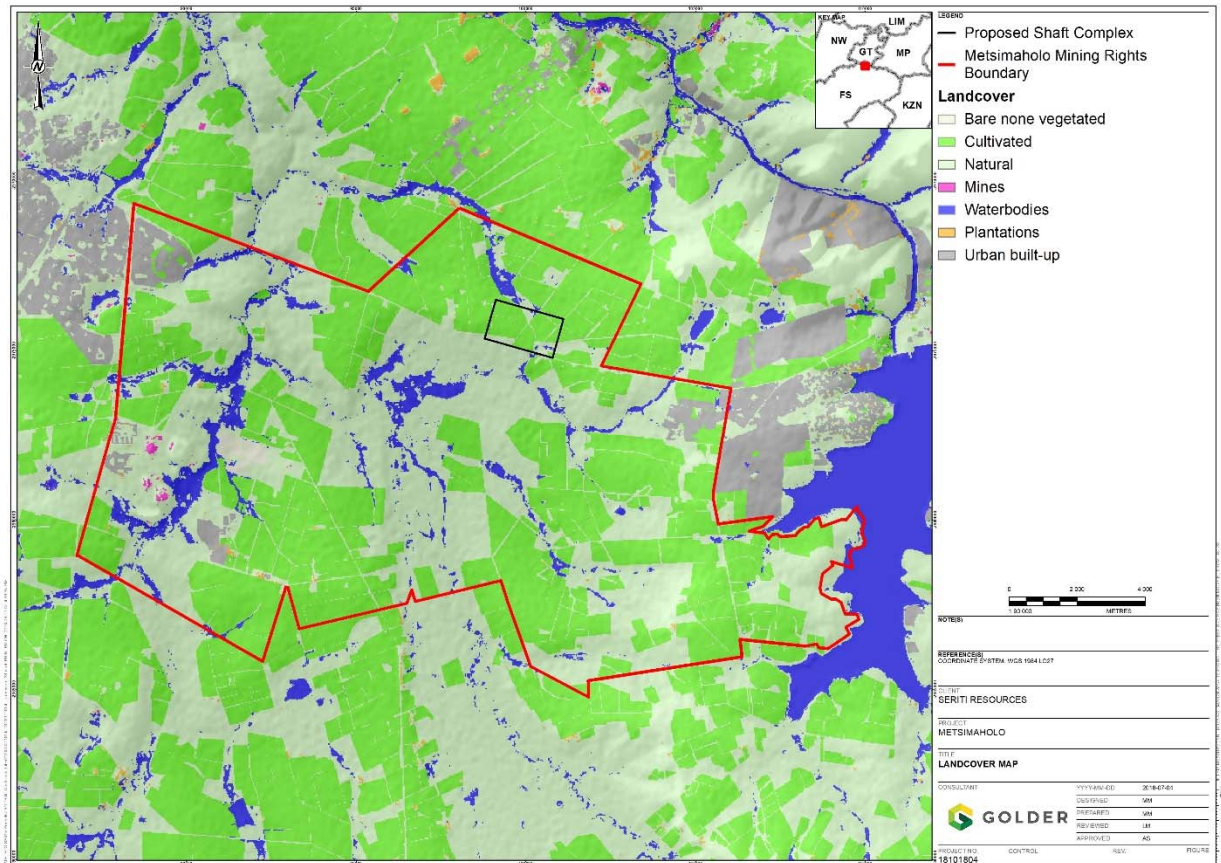 KEY MAP
LIM
NW
GT
MP
FS
KZN
N
LEGEND
Proposed Shaft Complex
Metsimaholo Mining Rights
Boundary
Landcover
Bare none vegetated
Cultivated
Natural
Mines
Waterbodies
Plantations
Urban built-up
0 2 000 4 000
METRES
NOTE(S)
REFERENCE(S)
COORDINATE SYSTEM: WGS 1984 LO27
CLIENT
SERITI RESOURCES
PROJECT
METSIMAHOLO
TITLE
LANDCOVER MAP
CONSULTANT
YYYY-MM-DD
DESIGNED MM
PREPARED MM
REVIEWED
APPROVED AS
GOLDER
PROJECT NO. CONTROL REV. FIGURE
18101804